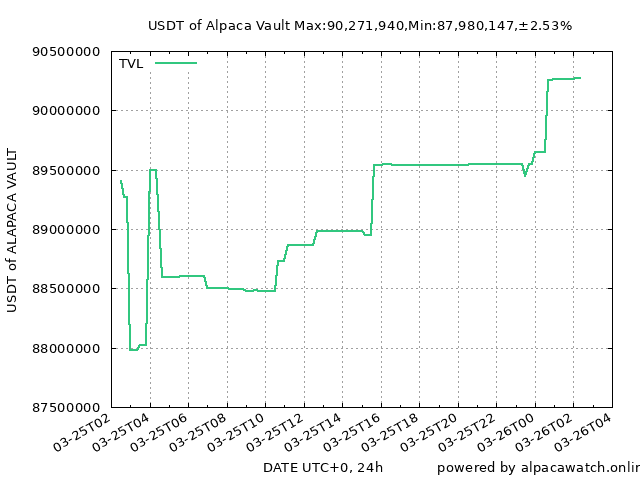 USDT of Alpaca Vault Max:90,271,940,Min:87,980,147,±2.53%
TVL
90500000
90000000
89500000
89000000
88500000
88000000
87500000
USDT of ALAPACA VAULT
03-25T02
03-25T04
03-25T06
03-25T08
03-25T10
03-25T12
03-25T14
03-25T16
03-25T18
03-25T20
03-25T22
03-26T00
03-26T02
03-26T04
DATE UTC+0, 24h
powered by alpacawatch.onlin